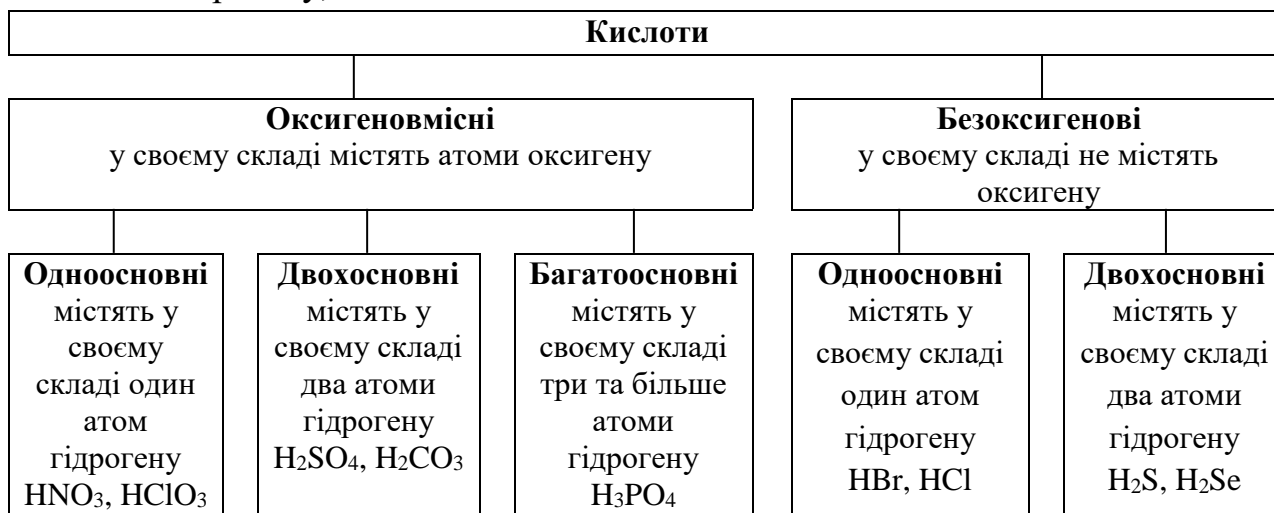 Кислоти
Оксигеновмісні
у своєму складі містять атоми оксигену
Безоксигенові
у своєму складі не містять
оксигену
Одноосновні
містять у
своєму
складі один
атом
гідрогену
HNO₃, HClO₃
Двохосновні
містять у
своєму складі
два атоми
гідрогену
H₂SO₄, H₂CO₃
Багатоосновні
містять у
своєму складі
три та більше
атоми
гідрогену
H₃PO₄
Одноосновні
містять у
своєму складі
один атом
гідрогену
HBr, HCl
Двохосновні
містять у
своєму складі
два атоми
гідрогену
H₂S, H₂Se